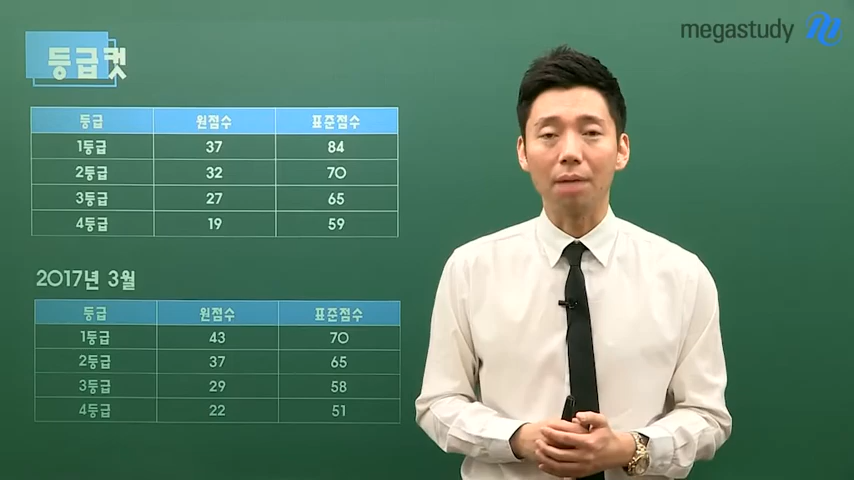 megastudy
등급컷
등급 원점수 표준점수
1등급 37 84
2등급 32 70
3등급 27 65
4등급 19 59
2017년 3월
등급 원점수 표준점수
1등급 43 70
2등급 37 65
3등급 29 58
4등급 22 51